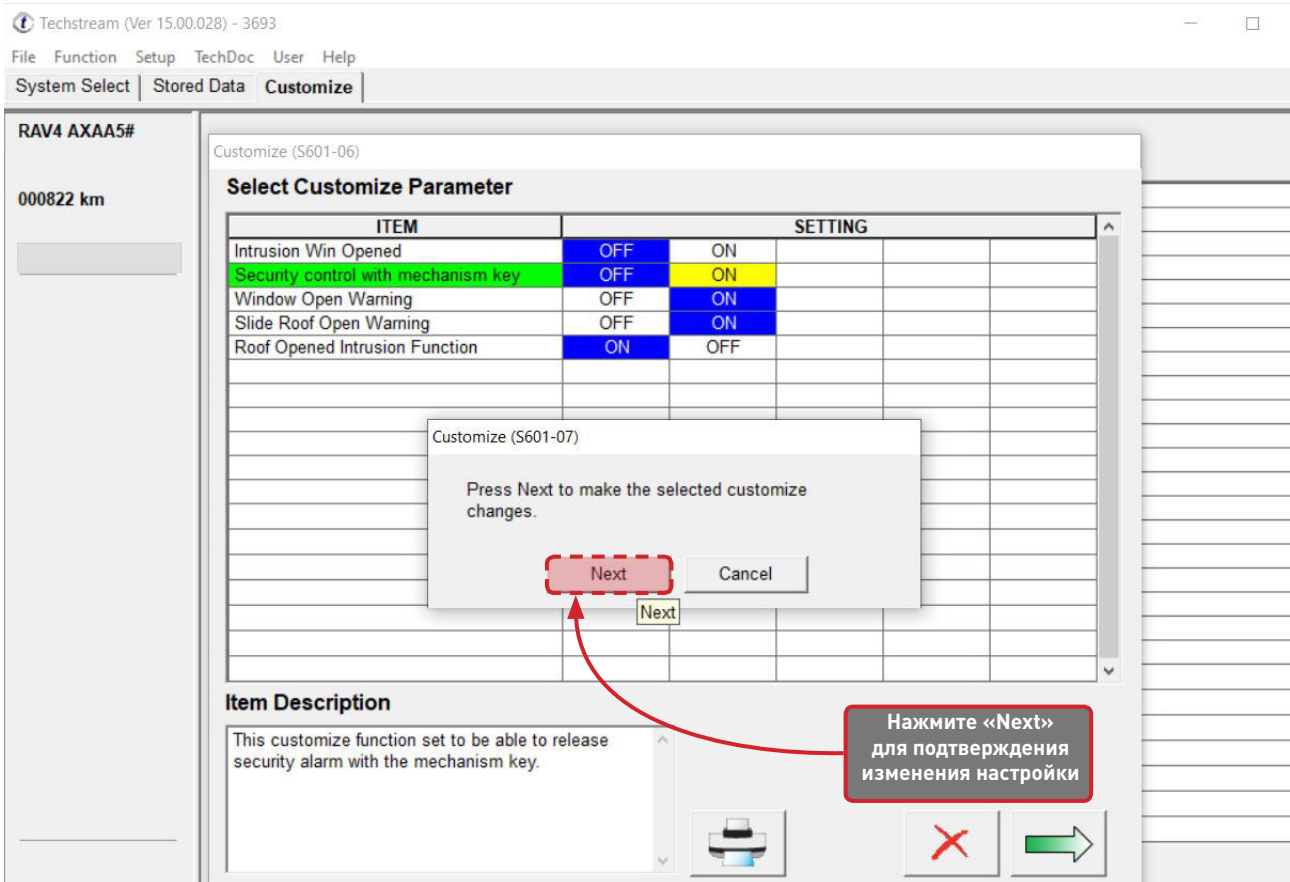 Techstream (Ver 15.00.028) - 3693
File Function Setup TechDoc User Help
System Select Stored Data Customize
RAV4 AXAA5#
000822 km
Customize (S601-06)
Select Customize Parameter
ITEM SETTING
Intrusion Win Opened OFF ON
Security control with mechanism key OFF ON
Window Open Warning OFF ON
Slide Roof Open Warning OFF ON
Roof Opened Intrusion Function ON OFF
Customize (S601-07)
Press Next to make the selected customize
changes.
Next Cancel
Next
Item Description
This customize function set to be able to release
security alarm with the mechanism key.
Нажмите «Next»
для подтверждения
изменения настройки